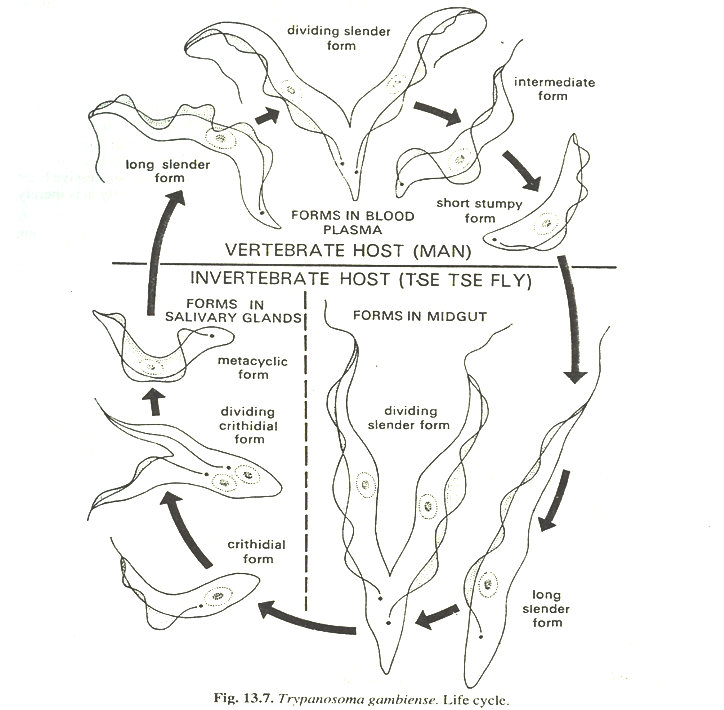 dividing slender
form
intermediate
form
long slender
form
short stumpy
form
FORMS IN BLOOD
PLASMA
VERTEBRATE HOST (MAN)
INVERTEBRATE HOST (TSE TSE FLY)
FORMS IN
SALIVARY GLANDS
FORMS IN MIDGUT
metacyclic
form
dividing
crithidial
form
dividing
slender form
crithidial
form
long
slender
form
Fig. 13.7. Trypanosoma gambiense. Life cycle.